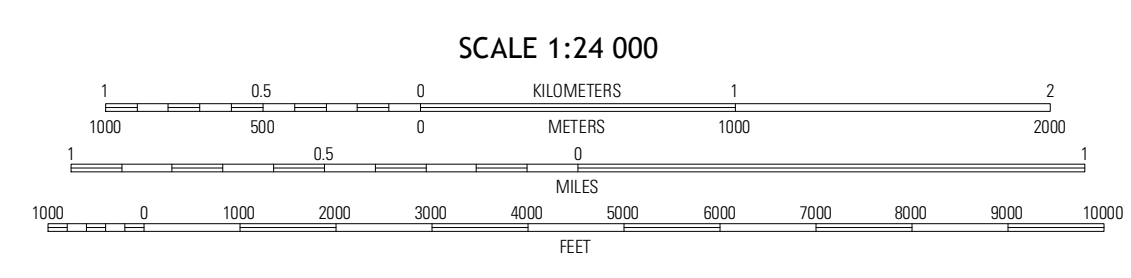 SCALE 1:24 000
1 0.5 0 KILOMETERS 1 2
1000 500 0 METERS 1000 2000
1 0.5 0 1
MILES
1000 0 1000 2000 3000 4000 5000 6000 7000 8000 9000 10000
FEET